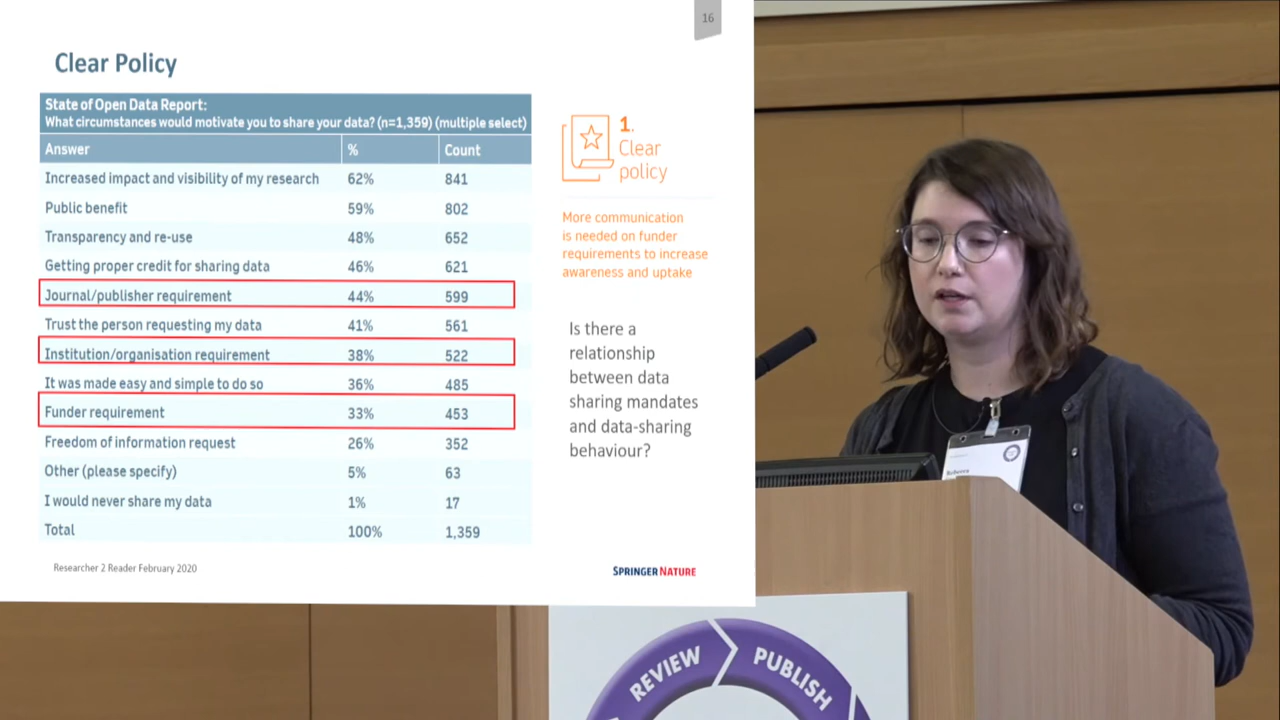 16
Clear Policy
State of Open Data Report:
What circumstances would motivate you to share your data? (n=1,359) (multiple select)
Answer % Count
Increased impact and visibility of my research 62% 841
Public benefit 59% 802
Transparency and re-use 48% 652
Getting proper credit for sharing data 46% 621
Journal/publisher requirement 44% 599
Trust the person requesting my data 41% 561
Institution/organisation requirement 38% 522
It was made easy and simple to do so 36% 485
Funder requirement 33% 453
Freedom of information request 26% 352
Other (please specify) 5% 63
I would never share my data 1% 17
Total 100% 1,359
1.
Clear
policy
More communication
is needed on funder
requirements to increase
awareness and uptake
Is there a
relationship
between data
sharing mandates
and data-sharing
behaviour?
Researcher 2 Reader February 2020
SPRINGER NATURE
Rebecca
REVIEW
PUBLISH